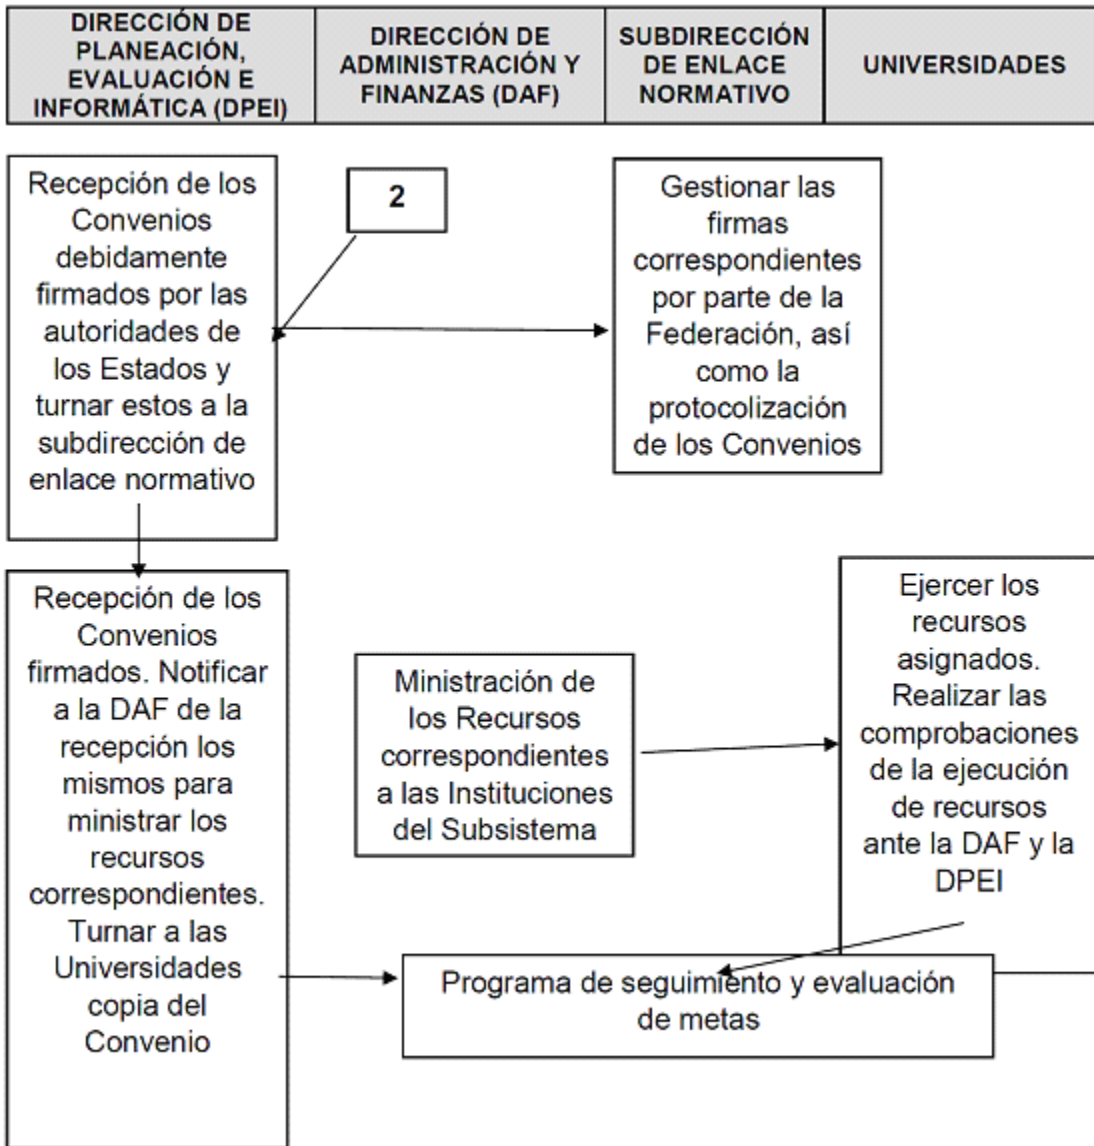 DIRECCIÓN DE
PLANEACIÓN,
EVALUACIÓN E
INFORMÁTICA (DPEI)
DIRECCIÓN DE
ADMINISTRACIÓN Y
FINANZAS (DAF)
SUBDIRECCIÓN
DE ENLACE
NORMATIVO
UNIVERSIDADES
Recepción de los
Convenios
debidamente
firmados por las
autoridades de
los Estados y
turnar estos a la
subdirección de
enlace normativo
2
Gestionar las
firmas
correspondientes
por parte de la
Federación, así
como la
protocolización
de los Convenios
Recepción de los
Convenios
firmados. Notificar
a la DAF de la
recepción los
mismos para
ministrar los
recursos
correspondientes.
Turnar a las
Universidades
copia del
Convenio
Ministración de
los Recursos
correspondientes
a las Instituciones
del Subsistema
Ejercer los
recursos
asignados.
Realizar las
comprobaciones
de la ejecución
de recursos
ante la DAF y la
DPEI
Programa de seguimiento y evaluación
de metas